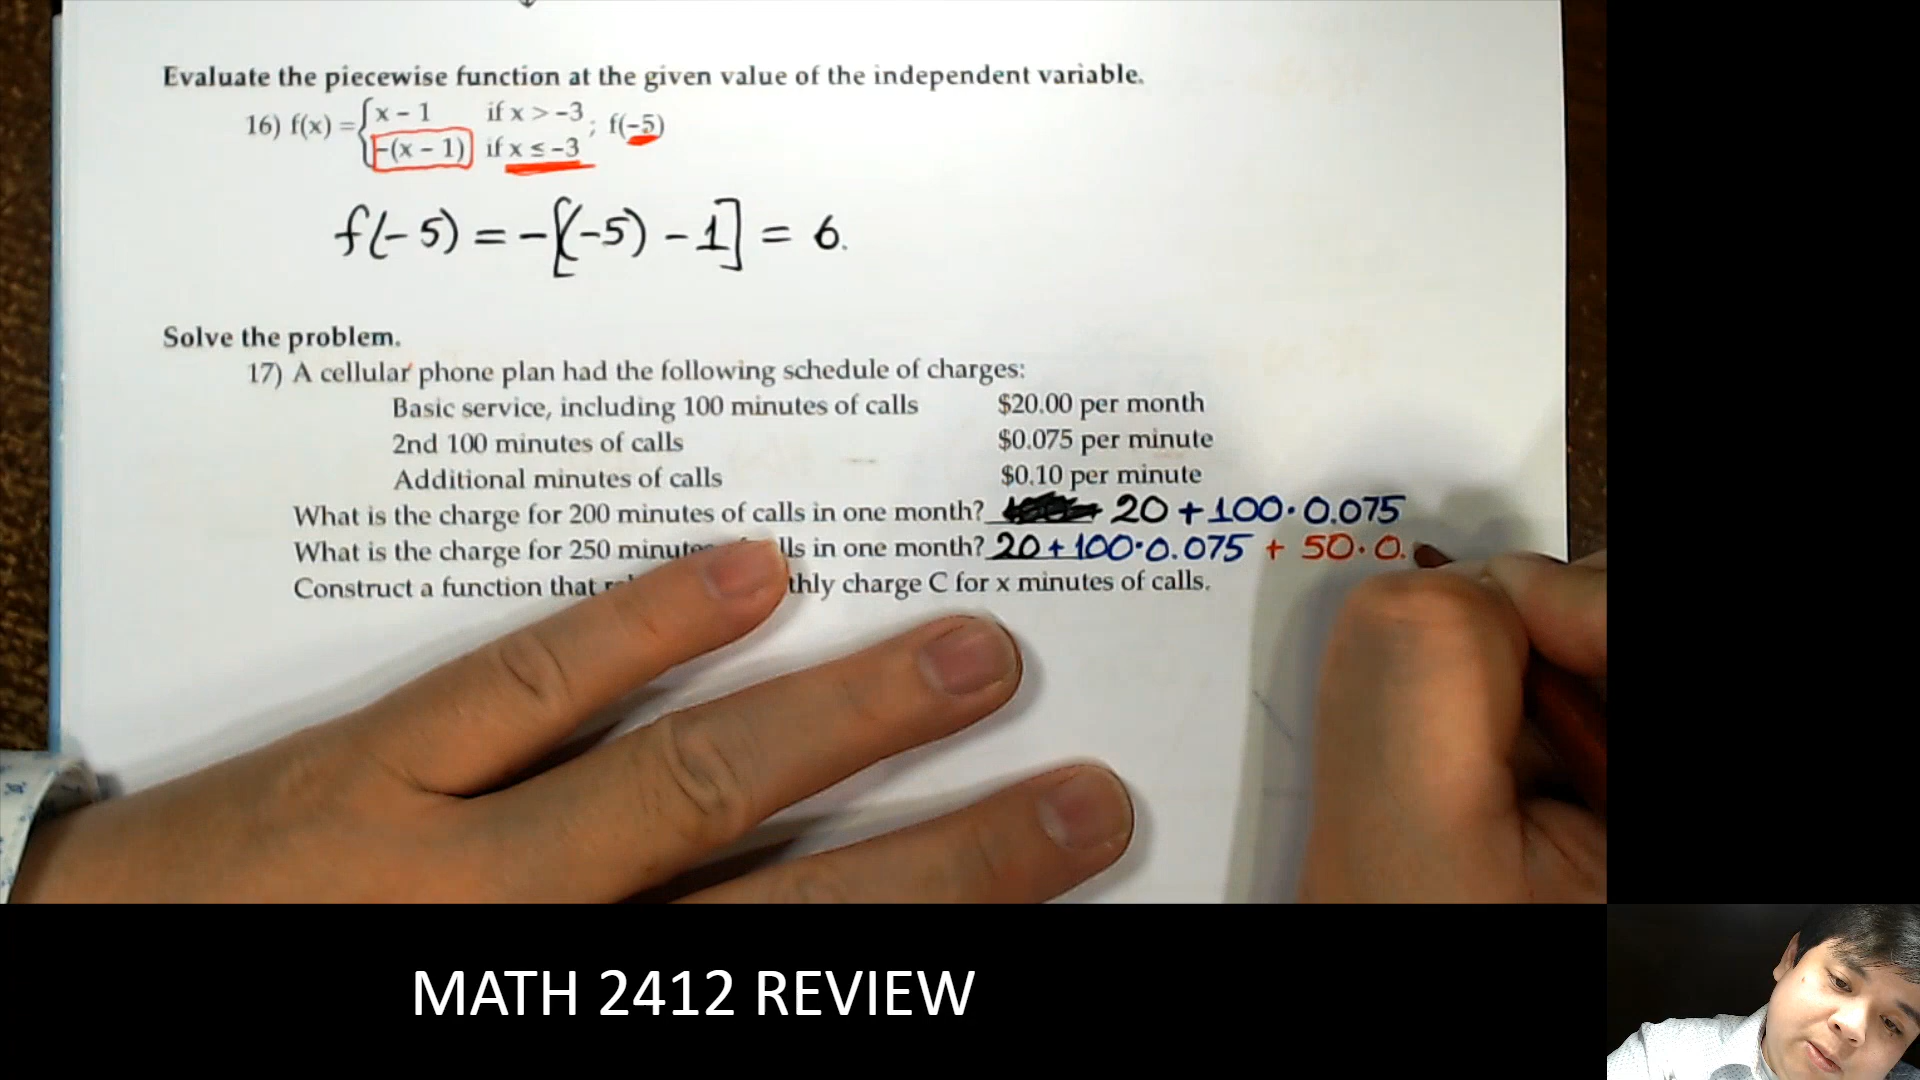 Evaluate the piecewise function at the given value of the independent variable.
16) f(x) = { x - 1 if x > -3
-(x - 1) if x ≤ -3 ; f(-5)
f(-5) = -[(-5) - 1] = 6.
Solve the problem.
17) A cellular phone plan had the following schedule of charges:
Basic service, including 100 minutes of calls $20.00 per month
2nd 100 minutes of calls $0.075 per minute
Additional minutes of calls $0.10 per minute
What is the charge for 200 minutes of calls in one month? 20 + 100·0.075
What is the charge for 250 in one month? 20 + 100·0.075 + 50·0.
Construct a function that charge C for x minutes of calls.
MATH 2412 REVIEW